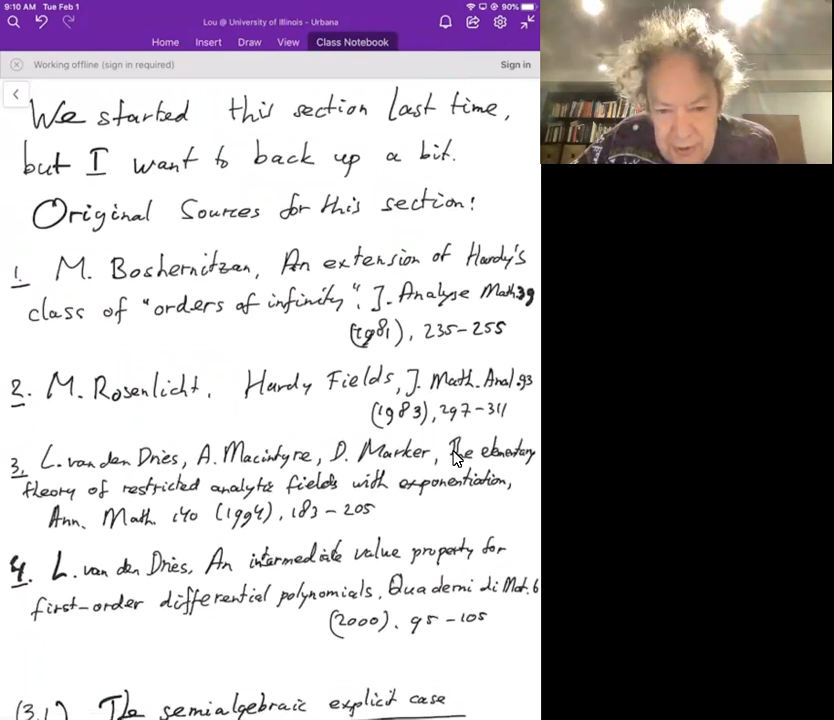 9:10 AM Tue Feb 1
90%
Lou @ University of Illinois - Urbana
Home Insert Draw View Class Notebook
Working offline (sign in required) Sign in
We started this section last time,
but I want to back up a bit.
Original Sources for this section:
1. M. Boshernitzan, An extension of Hardy's
class of "orders of infinity". J. Analyse Math 39
(1981), 235-255
2. M. Rosenlicht. Hardy Fields, J. Math. Anal. 93
(1983), 297-311
3. L. van den Dries, A. Macintyre, D. Marker, The elementary
theory of restricted analytic fields with exponentiation,
Ann. Math 140 (1994), 183-205
4. L. van den Dries, An intermediate value property for
first-order differential polynomials, Quaderni di Mat. 6
(2000). 95-105
(3.1) The semialgebraic explicit case